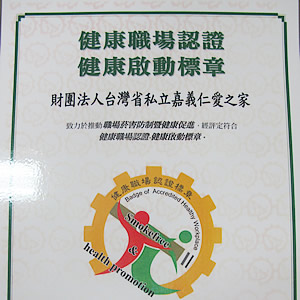 健康職場認證
健康啟動標章
財團法人台灣省私立嘉義仁愛之家
致力於推動職場菸害防制暨健康促進，經評定符合
健康職場認證-健康啟動標章。
健康職場認證標章
Badge of Accredited Healthy Workplace
Smokefree &
health promotion